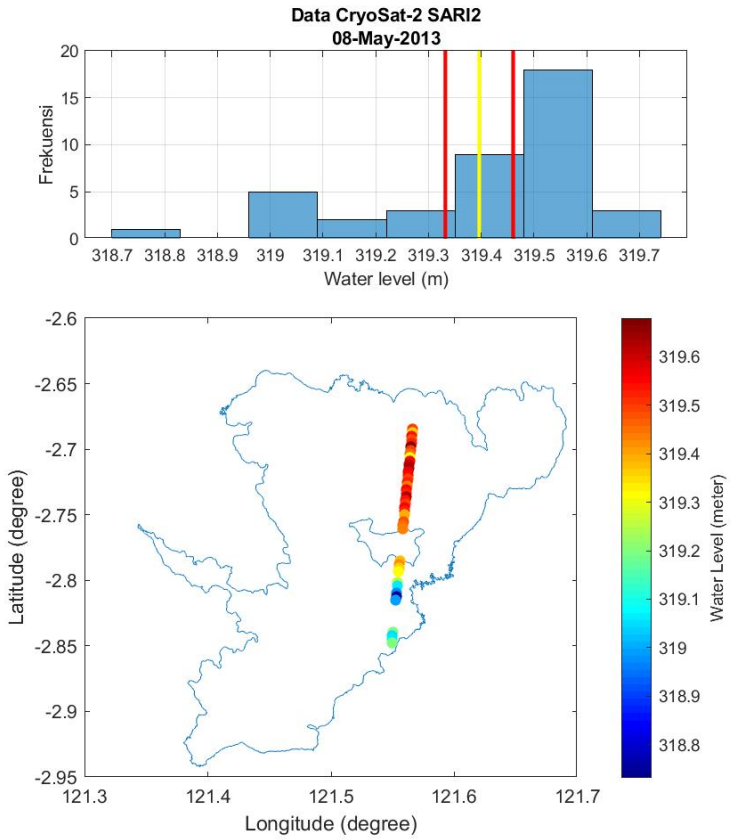 Data CryoSat-2 SARI2
08-May-2013
20
15
10
5
0
Frekuensi
318.7 318.8 318.9 319 319.1 319.2 319.3 319.4 319.5 319.6 319.7
Water level (m)
-2.6
-2.65
-2.7
-2.75
-2.8
-2.85
-2.9
-2.95
Latitude (degree)
121.3 121.4 121.5 121.6 121.7
Longitude (degree)
319.6
319.5
319.4
319.3
319.2
319.1
319
318.9
318.8
Water Level (meter)